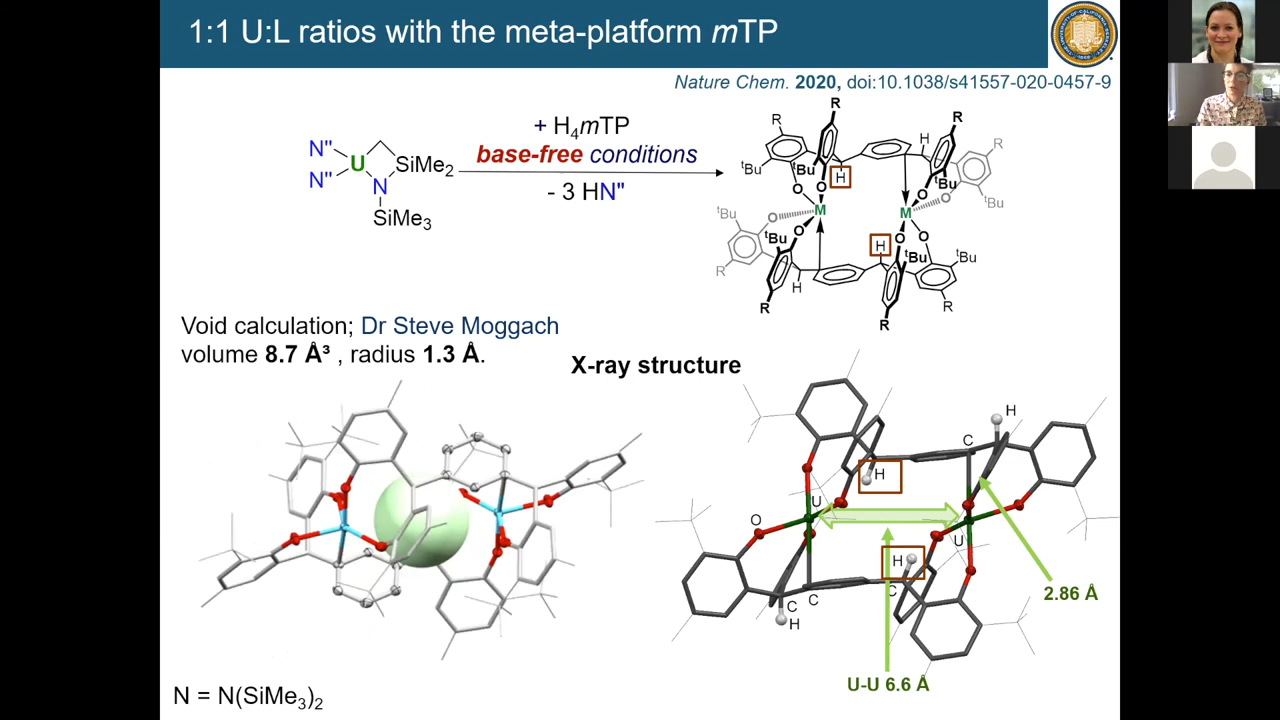 1:1 U:L ratios with the meta-platform mTP
Nature Chem. 2020, doi:10.1038/s41557-020-0457-9
+ H₄mTP
base-free conditions
- 3 HN"
N"
N"
U
SiMe₂
N
SiMe₃
R
R
H
R
R
ᵗBu
ᵗBu
H
ᵗBu
O
O
O
O
ᵗBu
M
M
ᵗBu
O
ᵗBu
O
O
O
H
ᵗBu
ᵗBu
R
H
R
R
R
Void calculation; Dr Steve Moggach
volume 8.7 Å³ , radius 1.3 Å.
X-ray structure
H
C
H
U
O
U
H
C
C
C
H
2.86 Å
U-U 6.6 Å
N = N(SiMe₃)₂